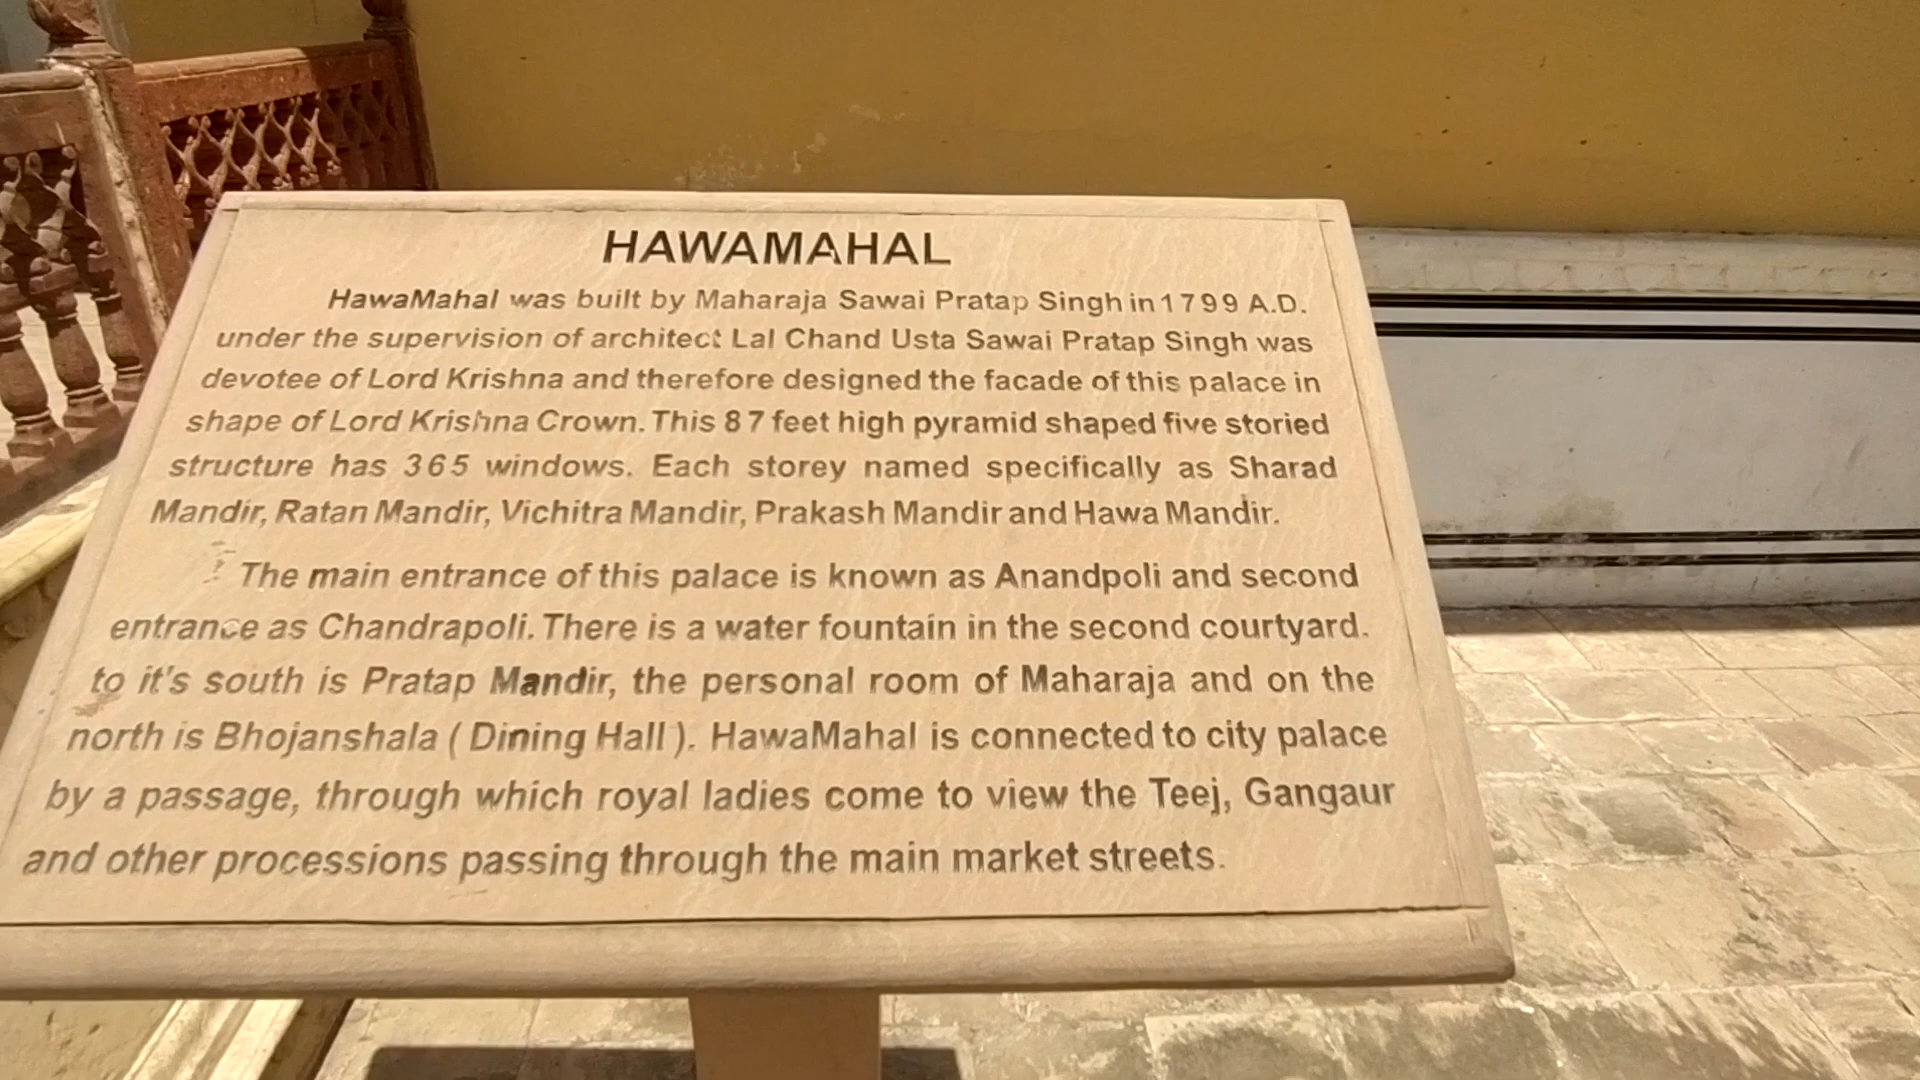 HAWAMAHAL
HawaMahal was built by Maharaja Sawai Pratap Singh in 1799 A.D.
under the supervision of architect Lal Chand Usta Sawai Pratap Singh was
devotee of Lord Krishna and therefore designed the facade of this palace in
shape of Lord Krishna Crown. This 87 feet high pyramid shaped five storied
structure has 365 windows. Each storey named specifically as Sharad
Mandir, Ratan Mandir, Vichitra Mandir, Prakash Mandir and Hawa Mandir.
The main entrance of this palace is known as Anandpoli and second
entrance as Chandrapoli. There is a water fountain in the second courtyard.
to it's south is Pratap Mandir, the personal room of Maharaja and on the
north is Bhojanshala ( Dining Hall ). HawaMahal is connected to city palace
by a passage, through which royal ladies come to view the Teej, Gangaur
and other processions passing through the main market streets.